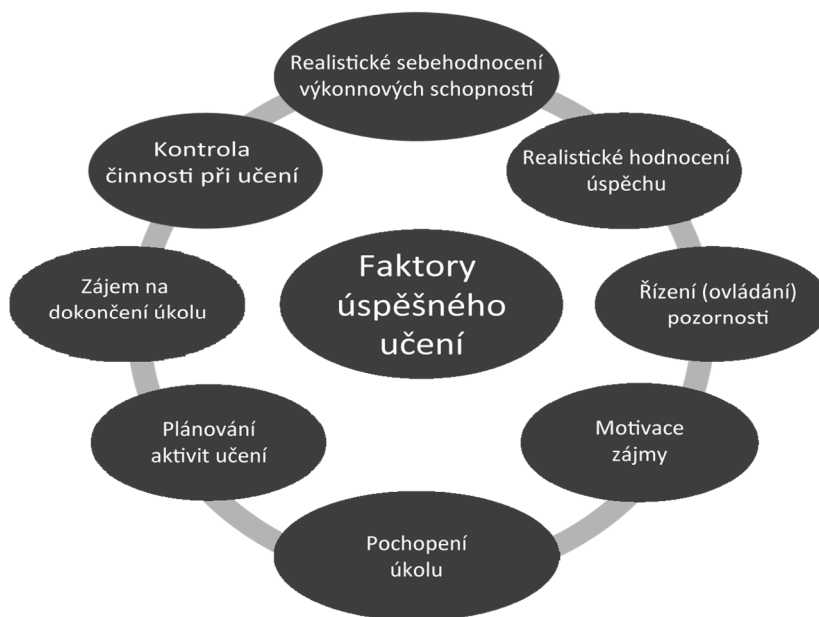 Realistické sebehodnocení
výkonnových schopností
Realistické hodnocení
úspěchu
Řízení (ovládání)
pozornosti
Motivace
zájmy
Pochopení
úkolu
Plánování
aktivit učení
Zájem na
dokončení úkolu
Kontrola
činnosti při učení
Faktory
úspěšného
učení